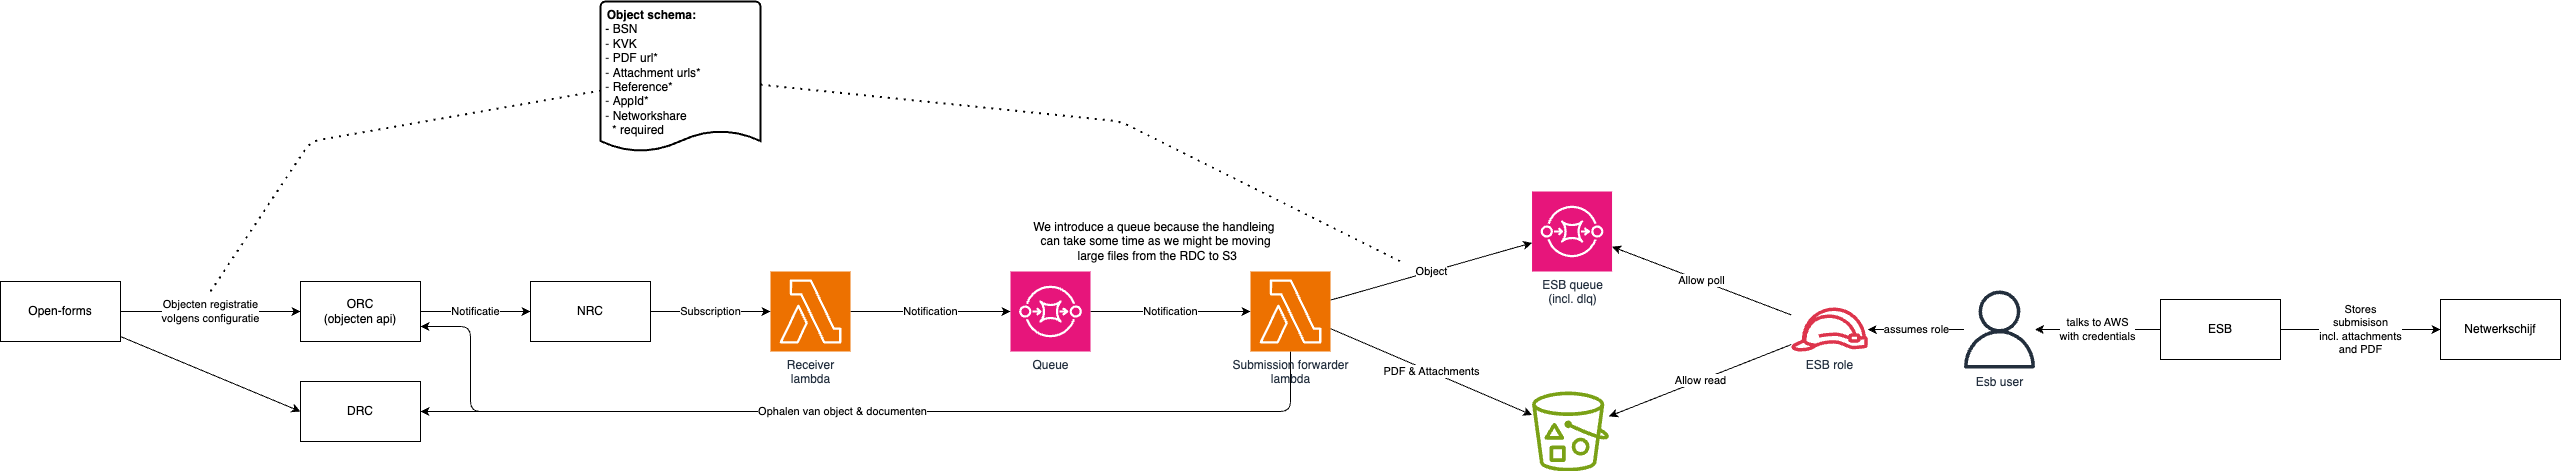 Object schema:
- BSN
- KVK
- PDF url*
- Attachment urls*
- Reference*
- AppId*
- Networkshare
* required
We introduce a queue because the handleing
can take some time as we might be moving
large files from the RDC to S3
Open-forms
Objecten registratie
volgens configuratie
ORC
(objecten api)
Notificatie
NRC
Subscription
Receiver
lambda
Notification
Queue
Notification
Submission forwarder
lambda
Object
ESB queue
(incl. dlq)
Allow poll
PDF & Attachments
Allow read
ESB role
assumes role
Esb user
talks to AWS
with credentials
ESB
Stores
submisison
incl. attachments
and PDF
Netwerkschijf
DRC
Ophalen van object & documenten